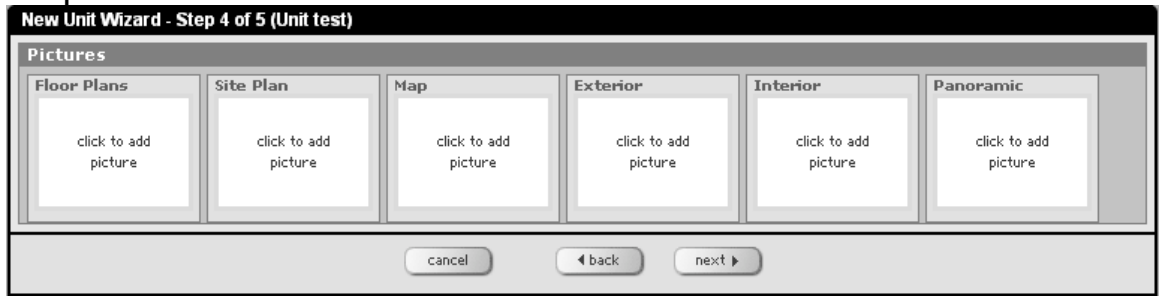 New Unit Wizard - Step 4 of 5 (Unit test)
Pictures
Floor Plans
click to add
picture
Site Plan
click to add
picture
Map
click to add
picture
Exterior
click to add
picture
Interior
click to add
picture
Panoramic
click to add
picture
cancel
back
next